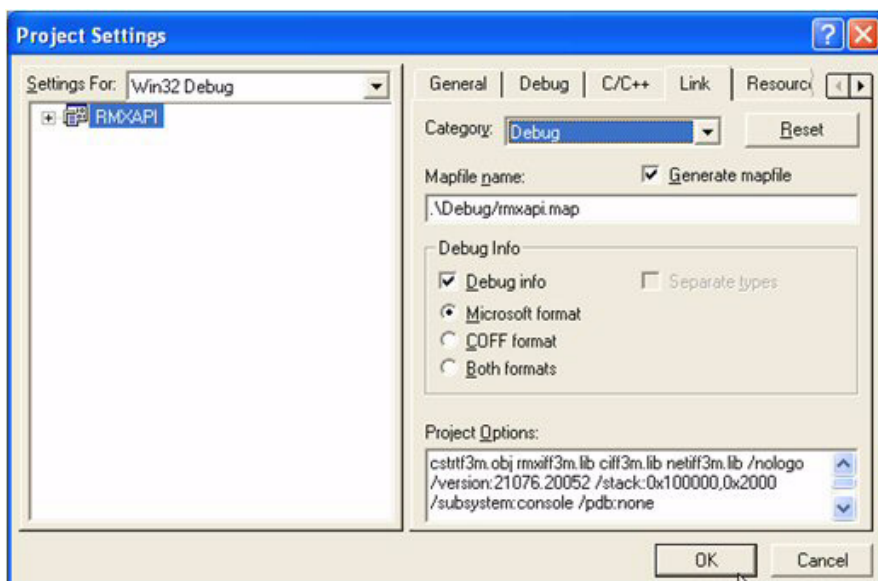 Project Settings
Settings For: Win32 Debug
RMXAPI
General Debug C/C++ Link Resourc
Category: Debug Reset
Mapfile name: Generate mapfile
.\Debug/rmxapi.map
Debug Info
Debug info Separate types
Microsoft format
COFF format
Both formats
Project Options:
cstrtf3m.obj rmxiff3m.lib ciff3m.lib netiff3m.lib /nologo
/version:21076.20052 /stack:0x100000,0x2000
/subsystem:console /pdb:none
OK Cancel